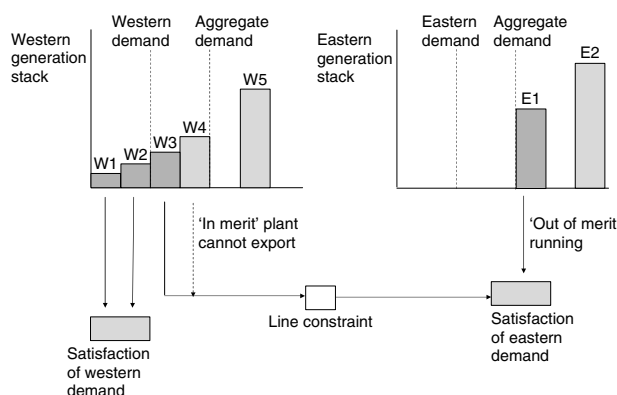 Western
generation
stack
Western
demand
Aggregate
demand
W1
W2
W3
W4
W5
Eastern
generation
stack
Eastern
demand
Aggregate
demand
E1
E2
‘In merit’ plant
cannot export
‘Out of merit
running
Line constraint
Satisfaction
of western
demand
Satisfaction
of eastern
demand